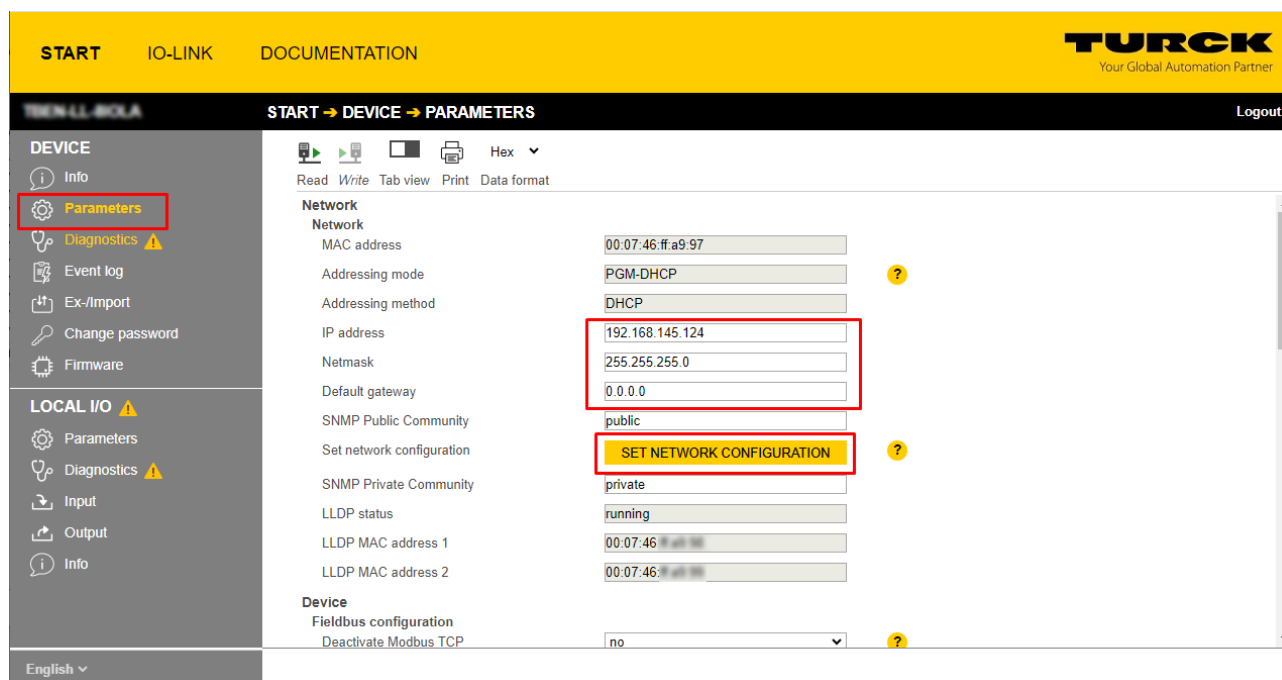 START IO-LINK DOCUMENTATION
TURCK
Your Global Automation Partner
START ➔ DEVICE ➔ PARAMETERS
Logout
DEVICE
Info
Parameters
Diagnostics
Event log
Ex-/Import
Change password
Firmware
LOCAL I/O
Parameters
Diagnostics
Input
Output
Info
English
Hex
Read Write Tab view Print Data format
Network
Network
MAC address 00:07:46:ff:a9:97
Addressing mode PGM-DHCP ?
Addressing method DHCP
IP address 192.168.145.124
Netmask 255.255.255.0
Default gateway 0.0.0.0
SNMP Public Community public
Set network configuration SET NETWORK CONFIGURATION ?
SNMP Private Community private
LLDP status running
LLDP MAC address 1 00:07:46
LLDP MAC address 2 00:07:46:
Device
Fieldbus configuration
Deactivate Modbus TCP no ?